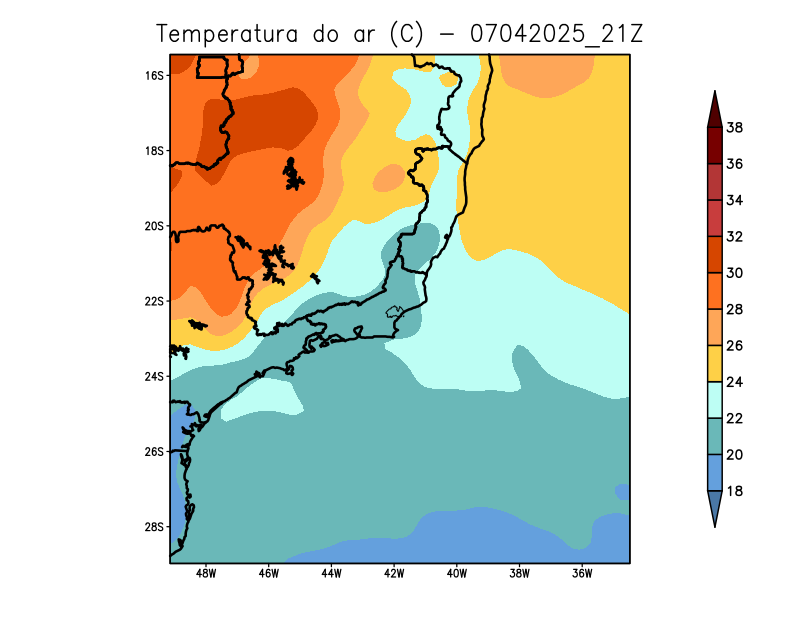 Temperatura do ar (C) – 07042025_21Z
16S
18S
20S
22S
24S
26S
28S
48W 46W 44W 42W 40W 38W 36W
38
36
34
32
30
28
26
24
22
20
18